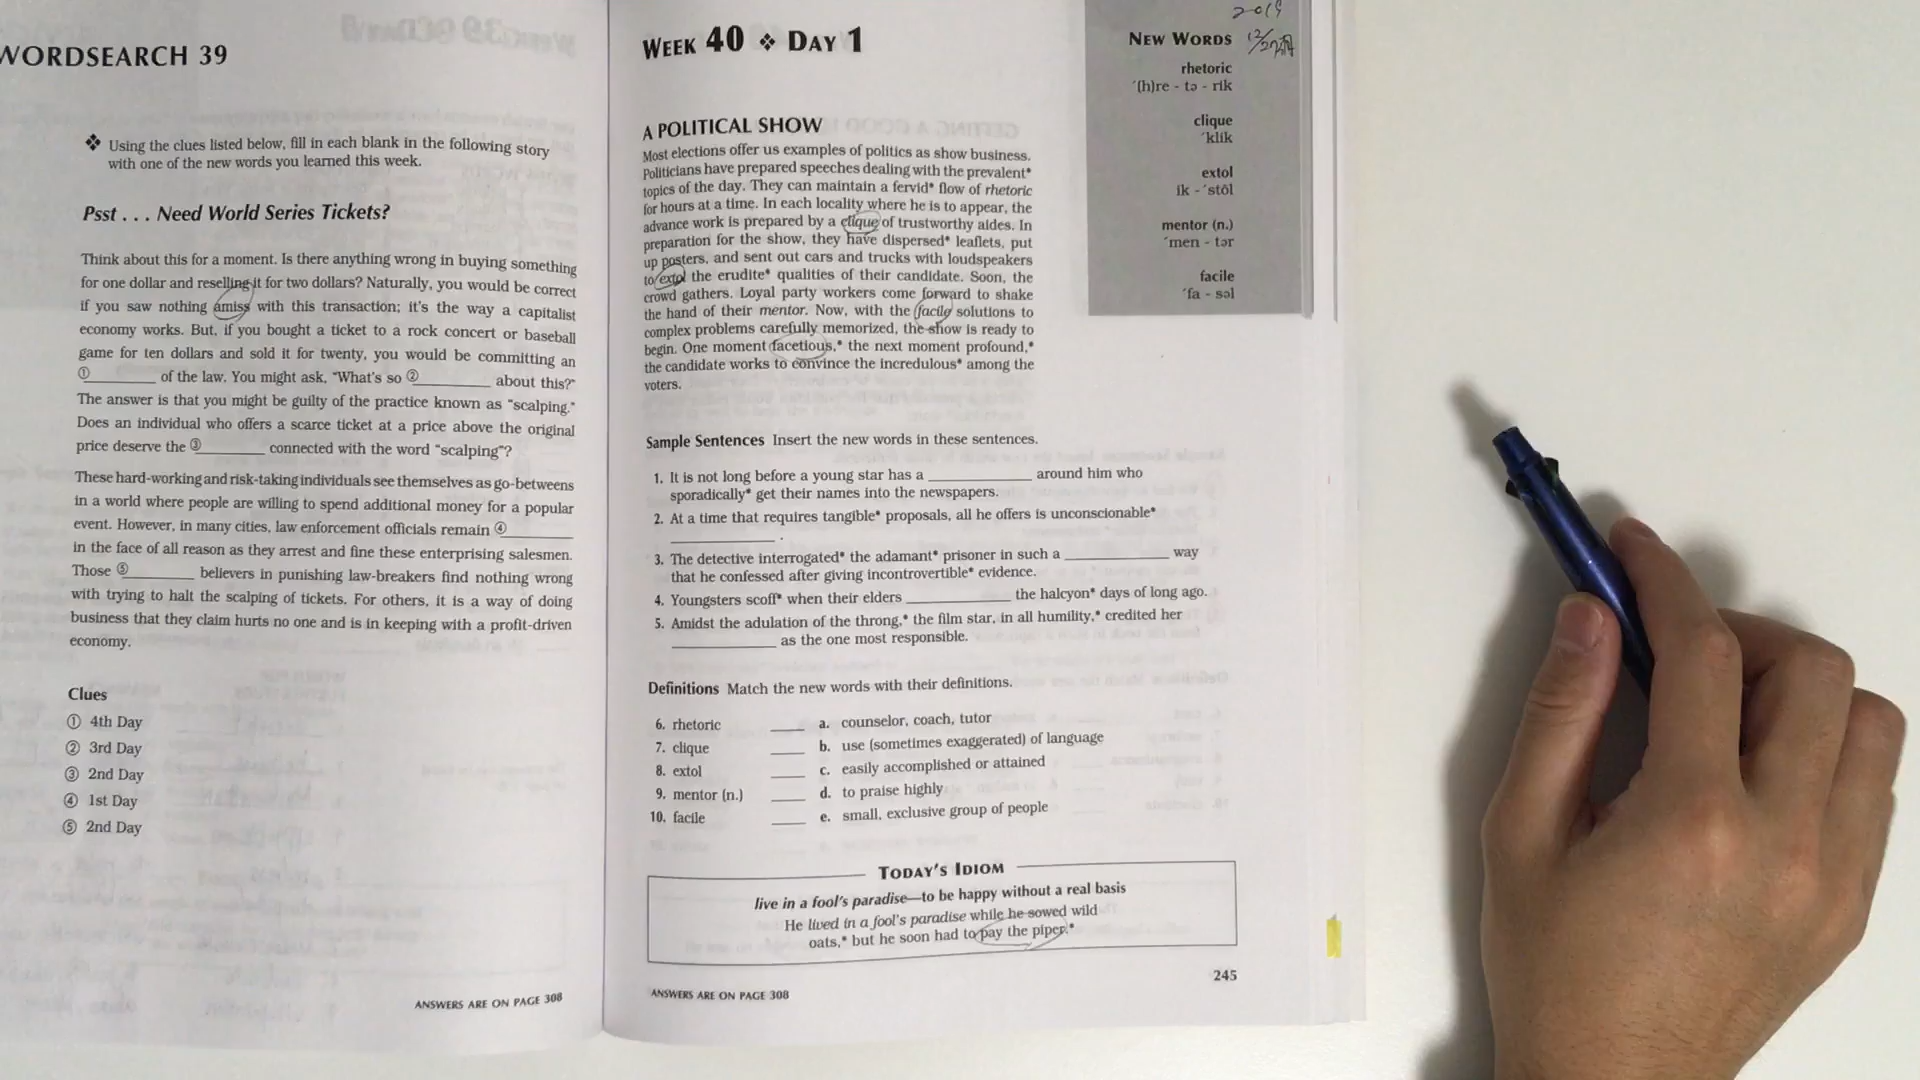 WORDSEARCH 39
❖ Using the clues listed below, fill in each blank in the following story
with one of the new words you learned this week.
Psst . . . Need World Series Tickets?
Think about this for a moment. Is there anything wrong in buying something
for one dollar and reselling it for two dollars? Naturally, you would be correct
if you saw nothing amiss with this transaction; it's the way a capitalist
economy works. But, if you bought a ticket to a rock concert or baseball
game for ten dollars and sold it for twenty, you would be committing an
① ________ of the law. You might ask, "What's so ② ________ about this?"
The answer is that you might be guilty of the practice known as "scalping."
Does an individual who offers a scarce ticket at a price above the original
price deserve the ③ ________ connected with the word "scalping"?
These hard-working and risk-taking individuals see themselves as go-betweens
in a world where people are willing to spend additional money for a popular
event. However, in many cities, law enforcement officials remain ④ ________
in the face of all reason as they arrest and fine these enterprising salesmen.
Those ⑤ ________ believers in punishing law-breakers find nothing wrong
with trying to halt the scalping of tickets. For others, it is a way of doing
business that they claim hurts no one and is in keeping with a profit-driven
economy.
Clues
① 4th Day
② 3rd Day
③ 2nd Day
④ 1st Day
⑤ 2nd Day
ANSWERS ARE ON PAGE 308
WEEK 40 ❖ DAY 1
A POLITICAL SHOW
Most elections offer us examples of politics as show business.
Politicians have prepared speeches dealing with the prevalent*
topics of the day. They can maintain a fervid* flow of rhetoric
for hours at a time. In each locality where he is to appear, the
advance work is prepared by a clique of trustworthy aides. In
preparation for the show, they have dispersed* leaflets, put
up posters, and sent out cars and trucks with loudspeakers
to extol the erudite* qualities of their candidate. Soon, the
crowd gathers. Loyal party workers come forward to shake
the hand of their mentor. Now, with the facile solutions to
complex problems carefully memorized, the show is ready to
begin. One moment facetious,* the next moment profound,*
the candidate works to convince the incredulous* among the
voters.
2019
NEW WORDS 12/27
rhetoric
´(h)re - tə - rik
clique
´klik
extol
ik -´stōl
mentor (n.)
´men - tər
facile
´fa - səl
Sample Sentences Insert the new words in these sentences.
1. It is not long before a young star has a ________ around him who
sporadically* get their names into the newspapers.
2. At a time that requires tangible* proposals, all he offers is unconscionable*
________ .
3. The detective interrogated* the adamant* prisoner in such a ________ way
that he confessed after giving incontrovertible* evidence.
4. Youngsters scoff* when their elders ________ the halcyon* days of long ago.
5. Amidst the adulation of the throng,* the film star, in all humility,* credited her
________ as the one most responsible.
Definitions Match the new words with their definitions.
6. rhetoric ____ a. counselor, coach, tutor
7. clique ____ b. use (sometimes exaggerated) of language
8. extol ____ c. easily accomplished or attained
9. mentor (n.) ____ d. to praise highly
10. facile ____ e. small, exclusive group of people
TODAY'S IDIOM
live in a fool's paradise—to be happy without a real basis
He lived in a fool's paradise while he sowed wild
oats,* but he soon had to pay the piper.*
245
ANSWERS ARE ON PAGE 308